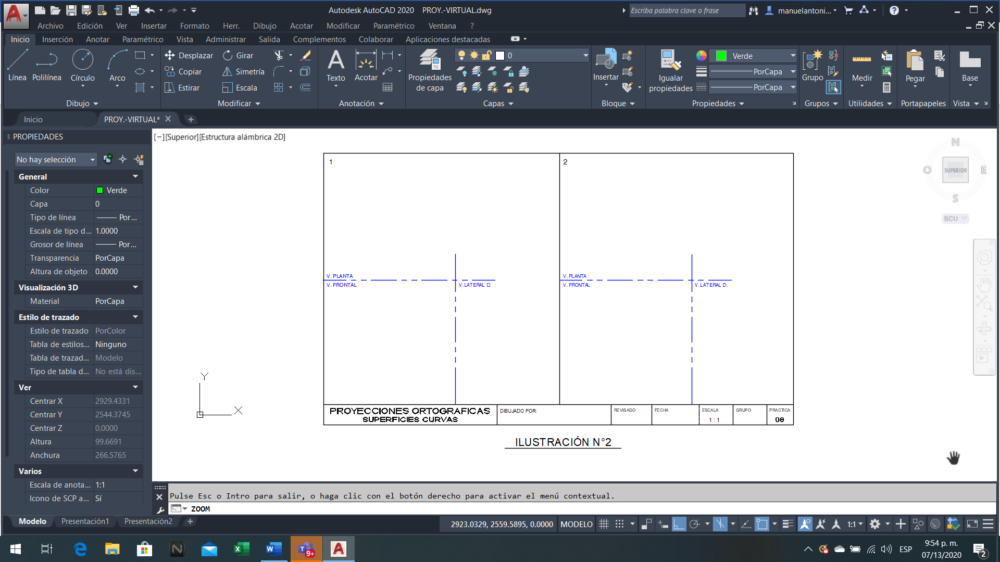 Autodesk AutoCAD 2020 PROY.-VIRTUAL.dwg
Escriba palabra clave o frase
manuelantoni...
Archivo Edición Ver Insertar Formato Herr. Dibujo Acotar Modificar Paramétrico Ventana ?
Inicio Inserción Anotar Paramétrico Vista Administrar Salida Complementos Colaborar Aplicaciones destacadas
Línea Polilínea Círculo Arco
Desplazar Girar
Copiar Simetría
Estirar Escala
Texto Acotar
Propiedades de capa
0
Insertar
Igualar propiedades
Verde
PorCapa
PorCapa
Grupo
Medir
Pegar
Base
Dibujo Modificar Anotación Capas Bloque Propiedades Grupos Utilidades Portapapeles Vista
Inicio PROY.-VIRTUAL*
PROPIEDADES
No hay selección
General
Color Verde
Capa 0
Tipo de línea Por...
Escala de tipo d... 1.0000
Grosor de línea Por...
Transparencia PorCapa
Altura de objeto 0.0000
Visualización 3D
Material PorCapa
Estilo de trazado
Estilo de trazado PorColor
Tabla de estilos... Ninguno
Tabla de trazad... Modelo
Tipo de tabla d... No está dis...
Ver
Centrar X 2929.4331
Centrar Y 2544.3745
Centrar Z 0.0000
Altura 99.6691
Anchura 266.5765
Varios
Escala de anota... 1:1
Icono de SCP a... Sí
[−][Superior][Estructura alámbrica 2D]
1
2
V. PLANTA
V. FRONTAL
V.LATERAL D.
V. PLANTA
V. FRONTAL
V.LATERAL D.
PROYECCIONES ORTOGRAFICAS
SUPERFICIES CURVAS
DIBUJADO POR:
REVISADO
FECHA
ESCALA
1 : 1
GRUPO
PRACTICA
ILUSTRACIÓN N°2
Y
X
N
O SUPERIOR E
S
SCU
Pulse Esc o Intro para salir, o haga clic con el botón derecho para activar el menú contextual.
ZOOM
Modelo Presentación1 Presentación2
2923.0329, 2559.5895, 0.0000 MODELO
1:1
ESP
9:54 p. m.
07/13/2020
9+
2